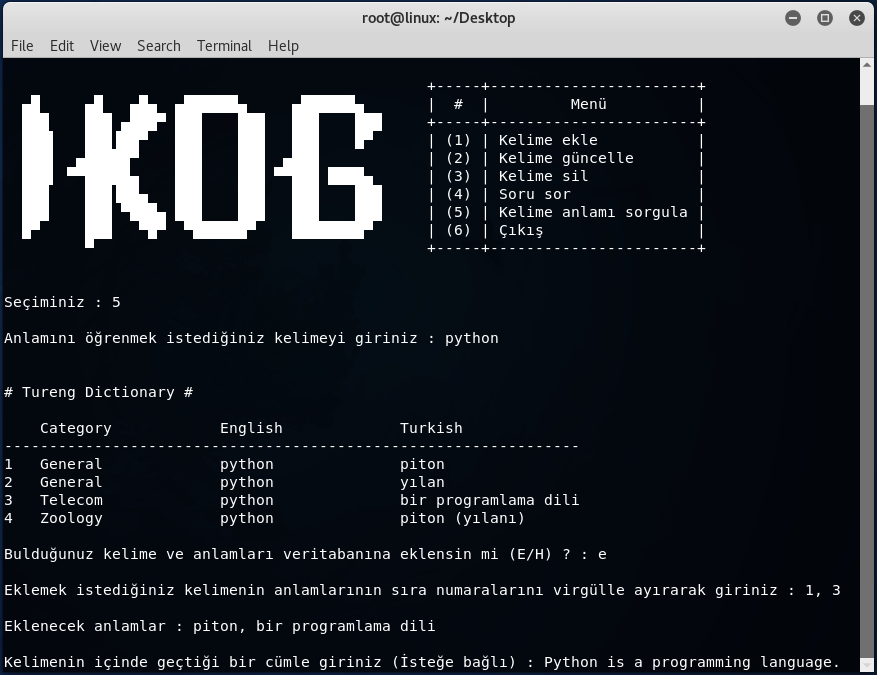 root@linux: ~/Desktop
File Edit View Search Terminal Help
IKOG
+-----+-----------------------+
| # | Menü |
+-----+-----------------------+
| (1) | Kelime ekle |
| (2) | Kelime güncelle |
| (3) | Kelime sil |
| (4) | Soru sor |
| (5) | Kelime anlamı sorgula |
| (6) | Çıkış |
+-----+-----------------------+
Seçiminiz : 5
Anlamını öğrenmek istediğiniz kelimeyi giriniz : python
# Tureng Dictionary #
Category English Turkish
----------------------------------------------------------------
1 General python piton
2 General python yılan
3 Telecom python bir programlama dili
4 Zoology python piton (yılanı)
Bulduğunuz kelime ve anlamları veritabanına eklensin mi (E/H) ? : e
Eklemek istediğiniz kelimenin anlamlarının sıra numaralarını virgülle ayırarak giriniz : 1, 3
Eklenecek anlamlar : piton, bir programlama dili
Kelimenin içinde geçtiği bir cümle giriniz (İsteğe bağlı) : Python is a programming language.